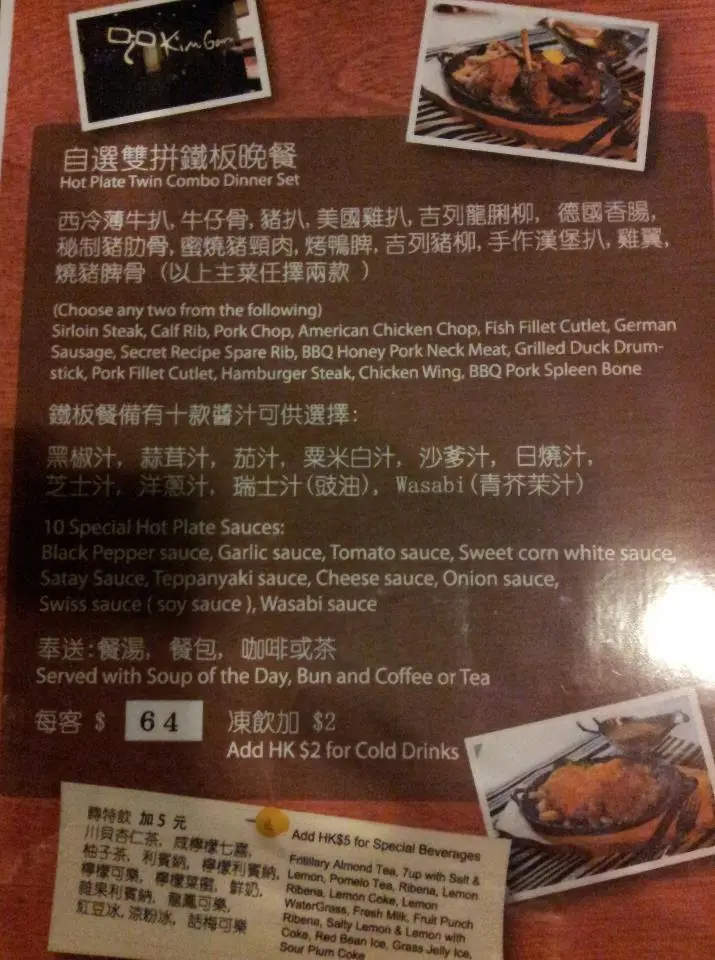 KimGary
自選雙拼鐵板晚餐
Hot Plate Twin Combo Dinner Set
西冷薄牛扒, 牛仔骨, 豬扒, 美國雞扒, 吉列龍脷柳, 德國香腸,
秘制豬肋骨, 蜜燒豬頸肉, 烤鴨髀, 吉列豬柳, 手作漢堡扒, 雞翼,
燒豬脾骨 (以上主菜任擇兩款 )
(Choose any two from the following)
Sirloin Steak, Calf Rib, Pork Chop, American Chicken Chop, Fish Fillet Cutlet, German
Sausage, Secret Recipe Spare Rib, BBQ Honey Pork Neck Meat, Grilled Duck Drum-
stick, Pork Fillet Cutlet, Hamburger Steak, Chicken Wing, BBQ Pork Spleen Bone
鐵板餐備有十款醬汁可供選擇:
黑椒汁, 蒜茸汁, 茄汁, 粟米白汁, 沙爹汁, 日燒汁,
芝士汁, 洋蔥汁, 瑞士汁(豉油), Wasabi(青芥茉汁)
10 Special Hot Plate Sauces:
Black Pepper sauce, Garlic sauce, Tomato sauce, Sweet corn white sauce,
Satay Sauce, Teppanyaki sauce, Cheese sauce, Onion sauce,
Swiss sauce ( soy sauce ), Wasabi sauce
奉送:餐湯, 餐包, 咖啡或茶
Served with Soup of the Day, Bun and Coffee or Tea
每客 $ 64 凍飲加 $2
Add HK $2 for Cold Drinks
轉特飲 加5元
川貝杏仁茶, 咸檸檬七喜,
柚子茶, 利賓納, 檸檬利賓納,
檸檬可樂, 檸檬菜蜜, 鮮奶,
雜果利賓納, 龍鳳可樂,
紅豆冰, 涼粉冰, 話梅可樂
Add HK$5 for Special Beverages
Fritillary Almond Tea, 7up with Salt &
Lemon, Pomelo Tea, Ribena, Lemon
Ribena, Lemon Coke, Lemon
WaterGrass, Fresh Milk, Fruit Punch
Ribena, Salty Lemon & Lemon with
Coke, Red Bean Ice, Grass Jelly Ice,
Sour Plum Coke